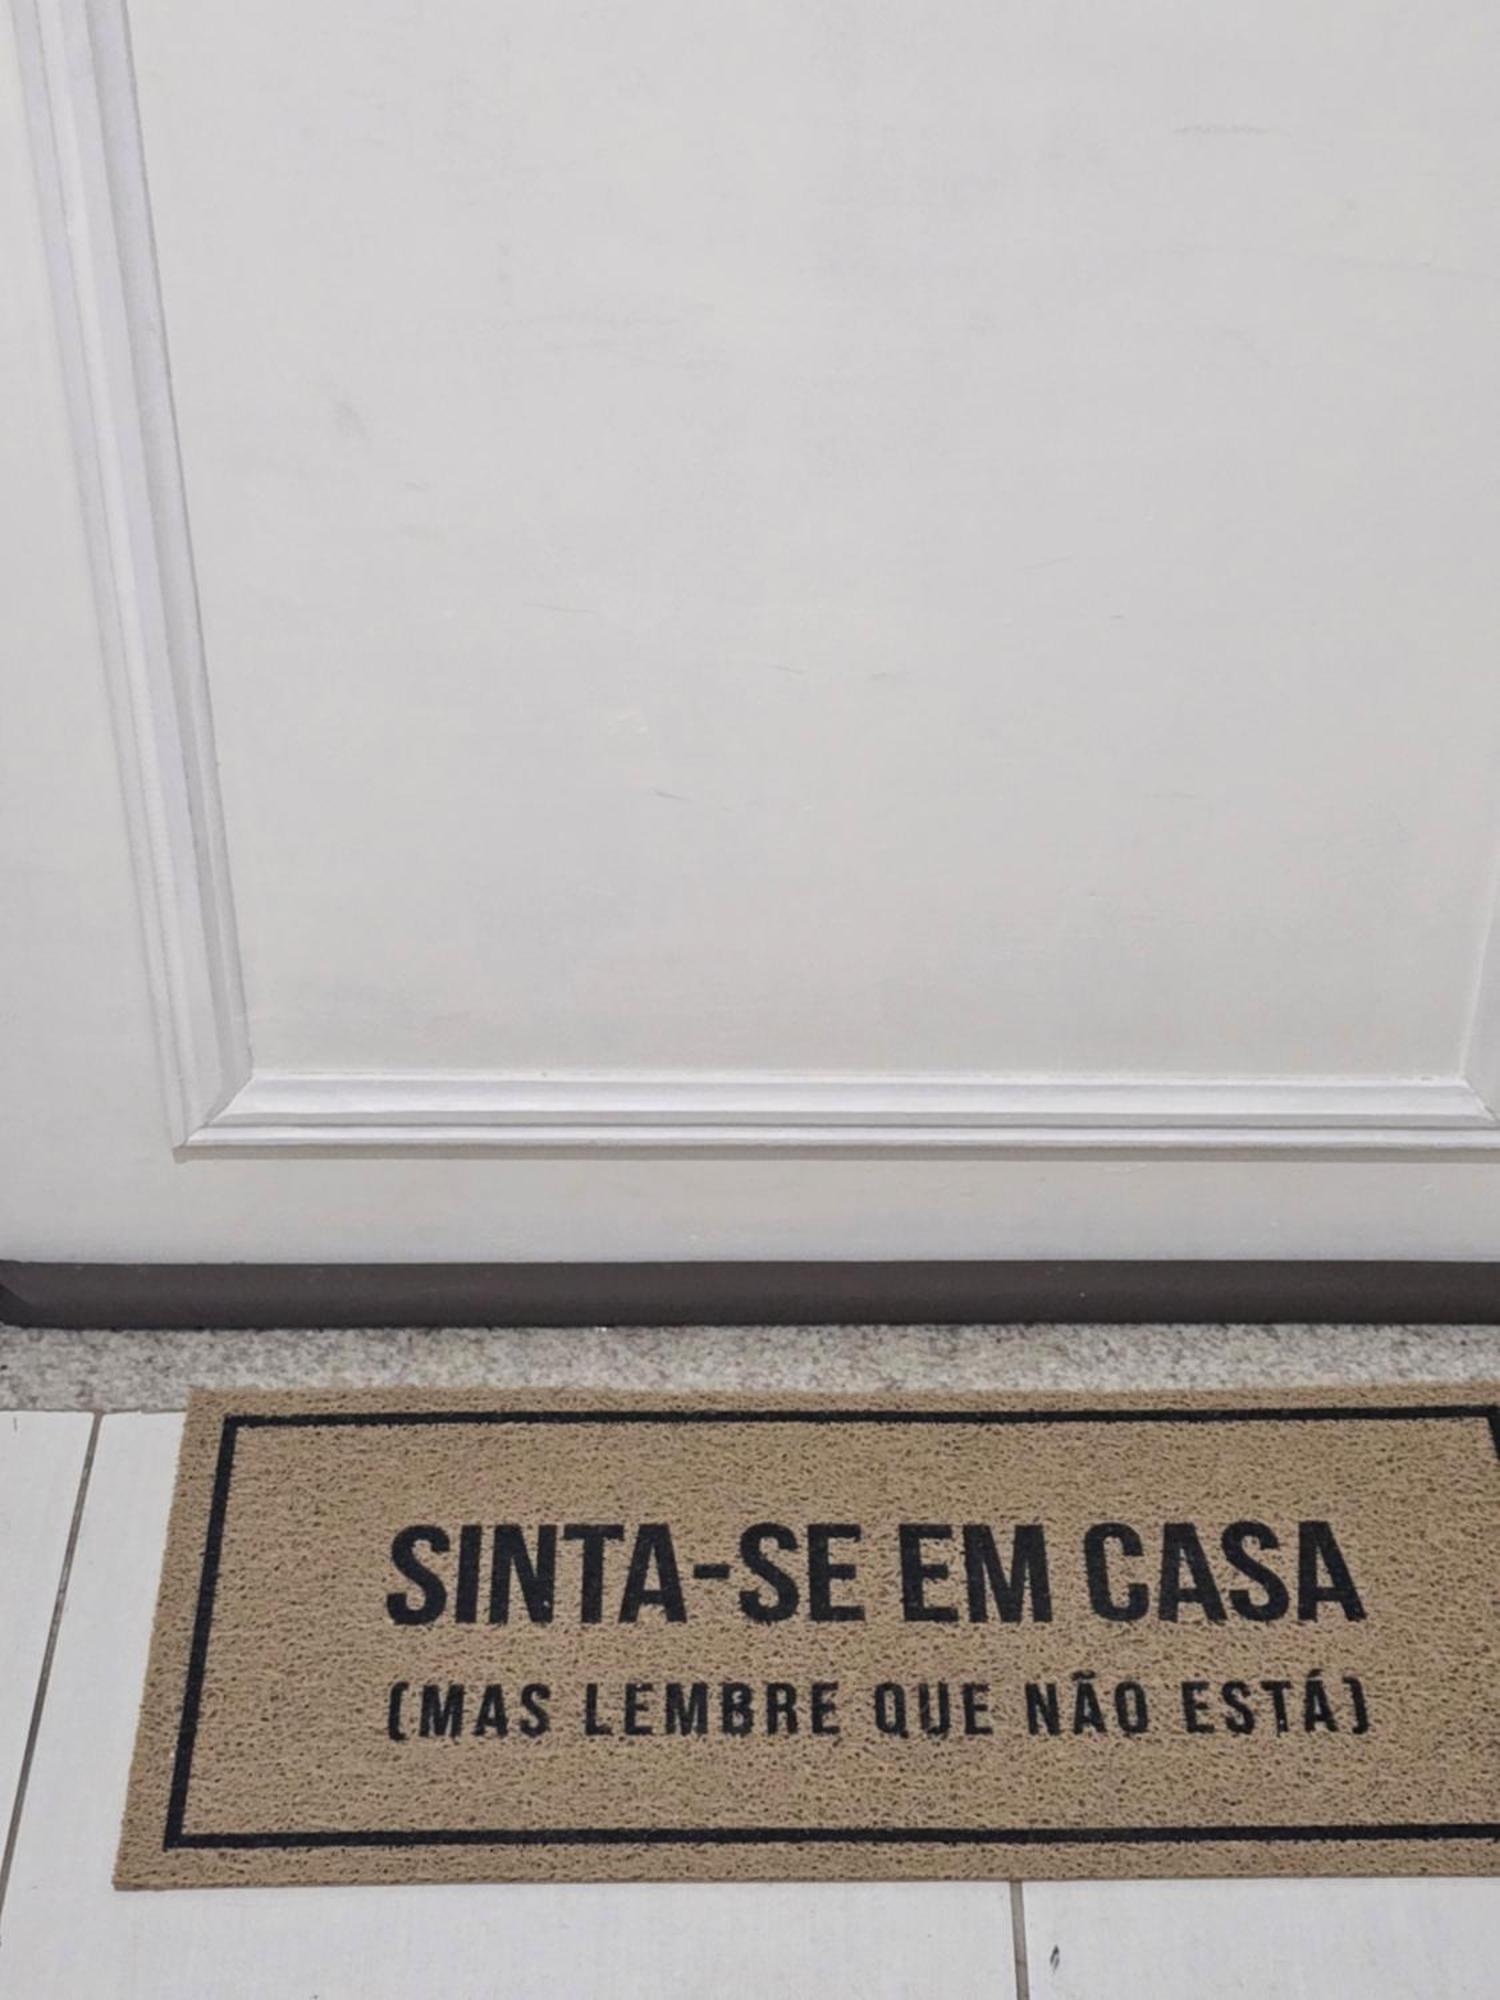 SINTA-SE EM CASA
(MAS LEMBRE QUE NÃO ESTÁ)